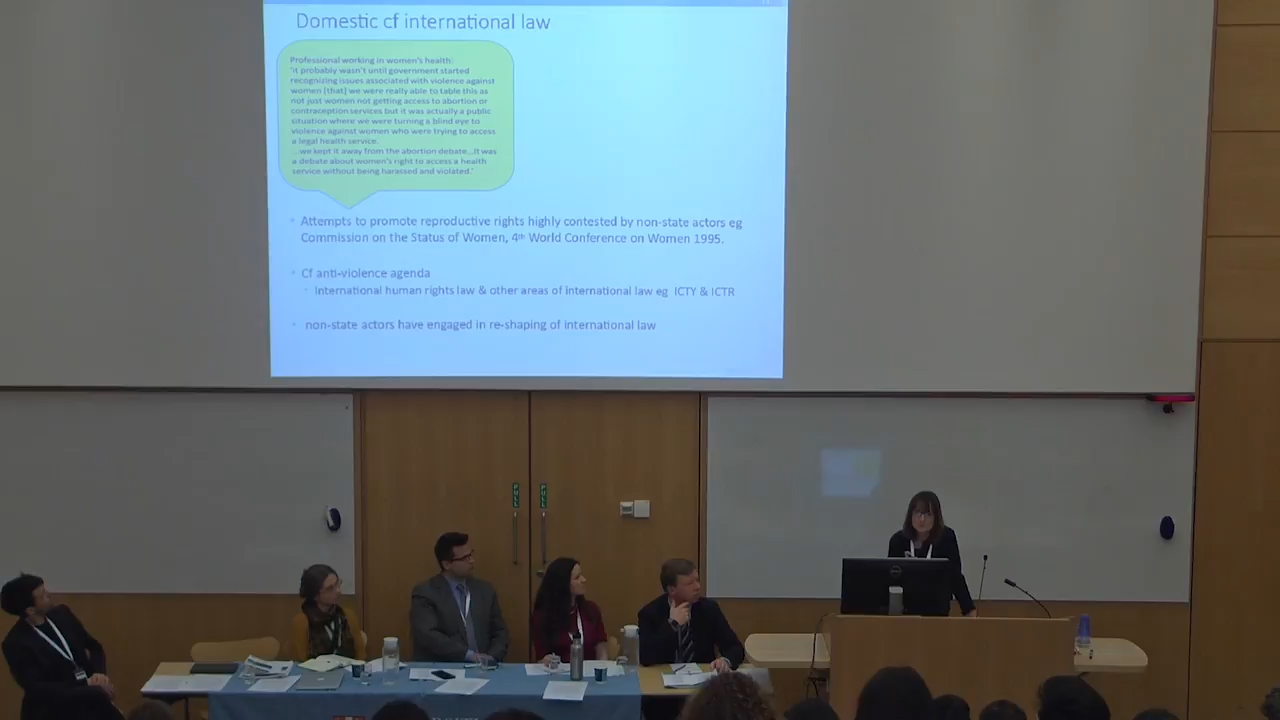 Domestic cf international law
Professional working in women's health:
'it probably wasn't until government started
recognizing issues associated with violence against
women [that] we were really able to table this as
not just women not getting access to abortion or
contraception services but it was actually a public
situation where we were turning a blind eye to
violence against women who were trying to access
a legal health service.
...we kept it away from the abortion debate...It was
a debate about women's right to access a health
service without being harassed and violated.'
Attempts to promote reproductive rights highly contested by non-state actors eg
Commission on the Status of Women, 4th World Conference on Women 1995.
Cf anti-violence agenda
International human rights law & other areas of international law eg ICTY & ICTR
non-state actors have engaged in re-shaping of international law
PULL
PULL
DELL